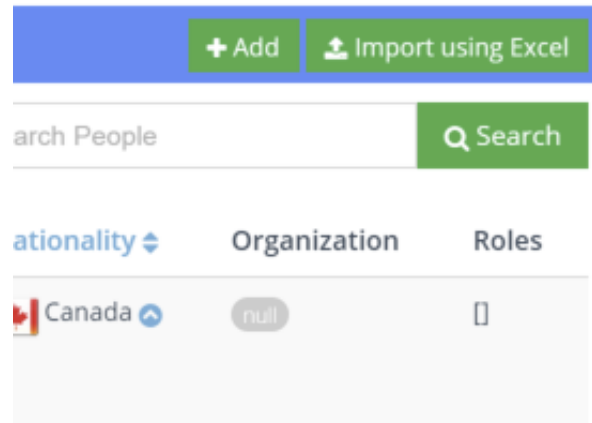 Add Import using Excel
arch People Search
ationality Organization Roles
Canada null []